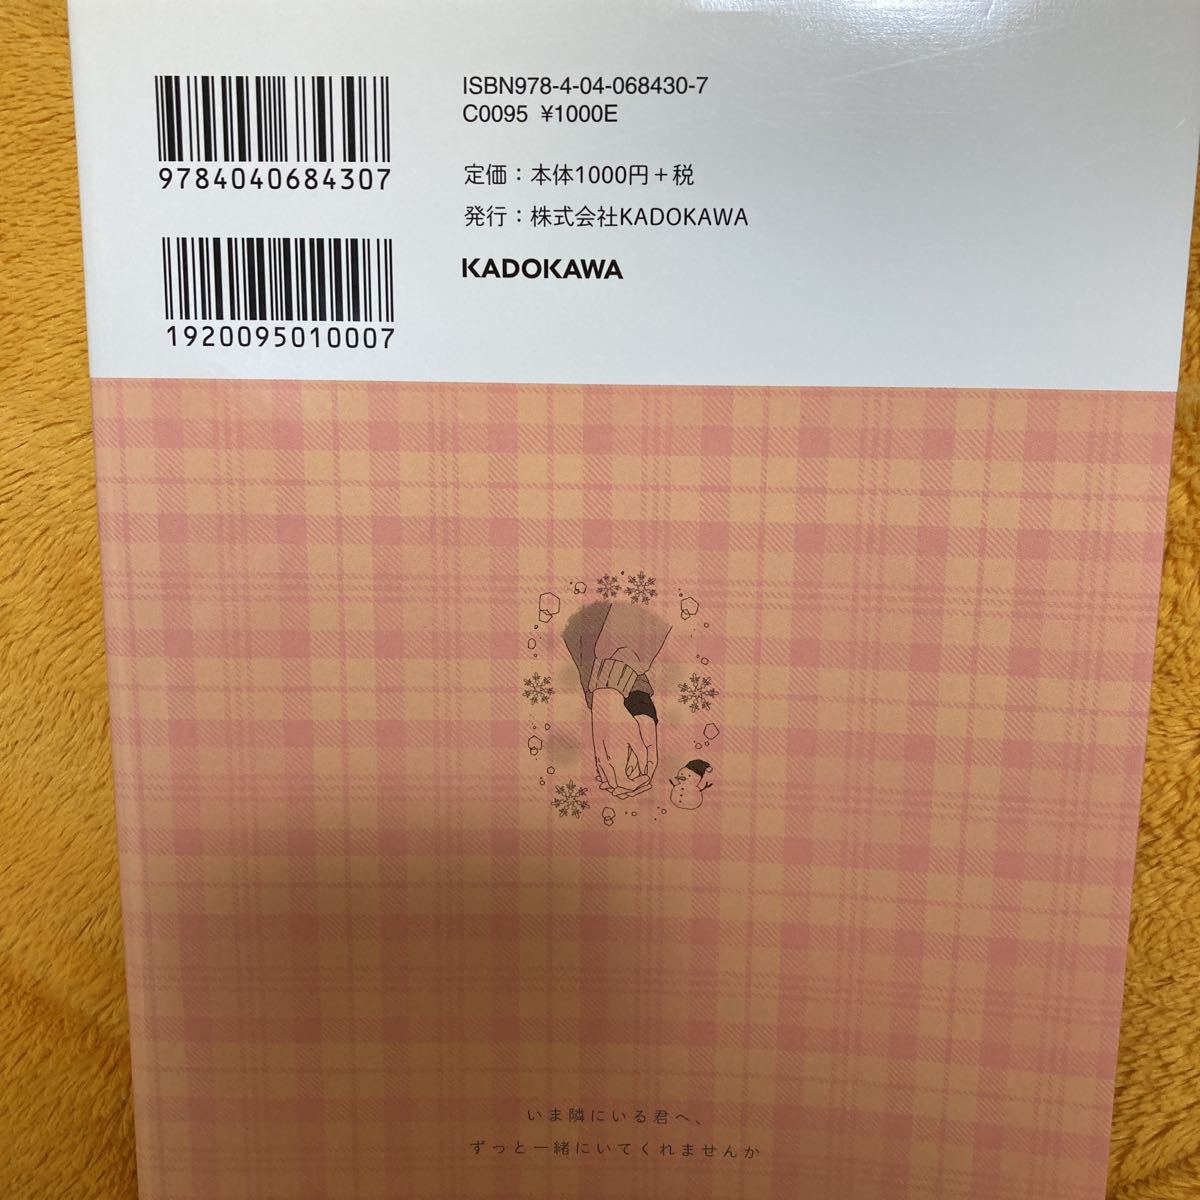 9784040684307
1920095010007
ISBN978-4-04-068430-7
C0095 ¥1000E
定価：本体1000円＋税
発行：株式会社KADOKAWA
KADOKAWA
いま隣にいる君へ、
ずっと一緒にいてくれませんか